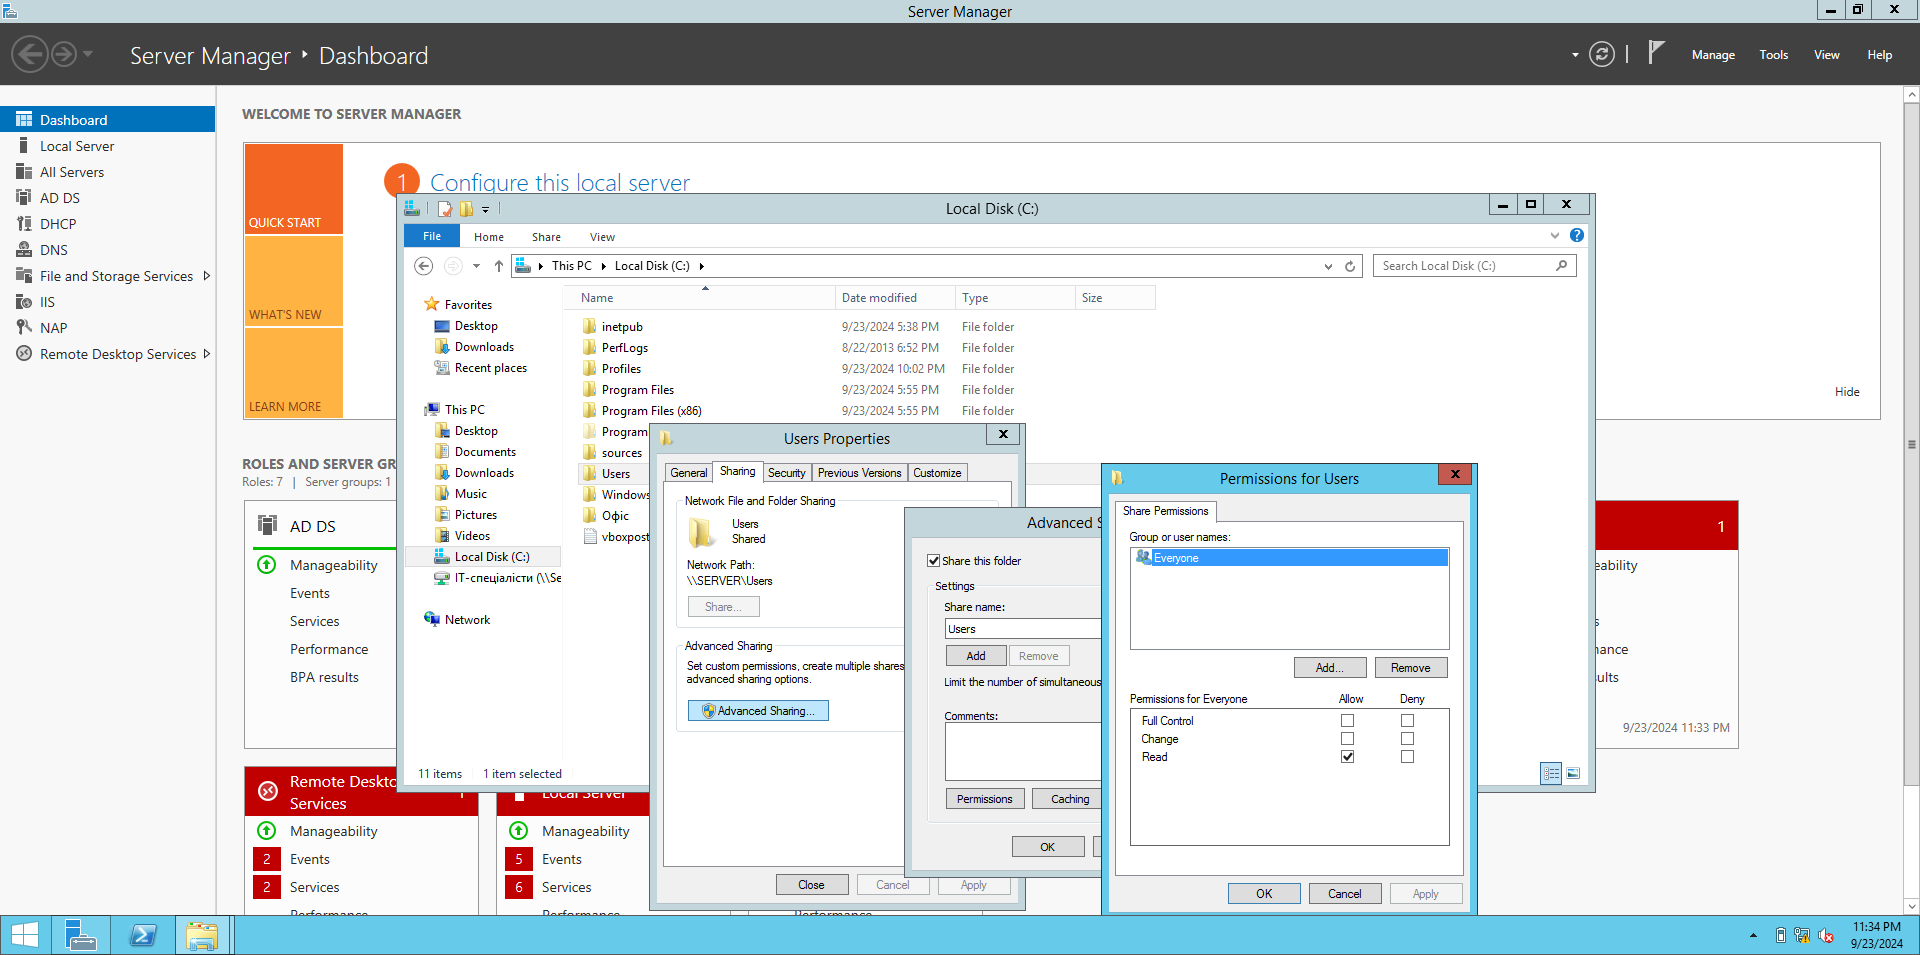 Server Manager
Server Manager ‣ Dashboard
Manage Tools View Help
Dashboard
Local Server
All Servers
AD DS
DHCP
DNS
File and Storage Services
IIS
NAP
Remote Desktop Services
WELCOME TO SERVER MANAGER
QUICK START
WHAT'S NEW
LEARN MORE
1 Configure this local server
Hide
ROLES AND SERVER GR
Roles: 7 | Server groups: 1
AD DS
Manageability
Events
Services
Performance
BPA results
1
eability
s
nance
ults
9/23/2024 11:33 PM
Remote Deskto
Services
Manageability
2 Events
2 Services
Performance
Local Server
Manageability
5 Events
6 Services
Performance
Performance
Local Disk (C:)
File Home Share View
This PC Local Disk (C:)
Search Local Disk (C:)
Favorites
Desktop
Downloads
Recent places
This PC
Desktop
Documents
Downloads
Music
Pictures
Videos
Local Disk (C:)
ІТ-спеціалісти (\\Se
Network
Name Date modified Type Size
inetpub 9/23/2024 5:38 PM File folder
PerfLogs 8/22/2013 6:52 PM File folder
Profiles 9/23/2024 10:02 PM File folder
Program Files 9/23/2024 5:55 PM File folder
Program Files (x86) 9/23/2024 5:55 PM File folder
Program
sources
Users
Windows
Офіс
vboxpost
11 items 1 item selected
Users Properties
General Sharing Security Previous Versions Customize
Network File and Folder Sharing
Users
Shared
Network Path:
\\SERVER\Users
Share...
Advanced Sharing
Set custom permissions, create multiple shares
advanced sharing options.
Advanced Sharing...
Close Cancel Apply
Advanced S
Share this folder
Settings
Share name:
Users
Add Remove
Limit the number of simultaneous
Comments:
Permissions Caching
OK
Permissions for Users
Share Permissions
Group or user names:
Everyone
Add... Remove
Permissions for Everyone Allow Deny
Full Control
Change
Read
OK Cancel Apply
11:34 PM
9/23/2024